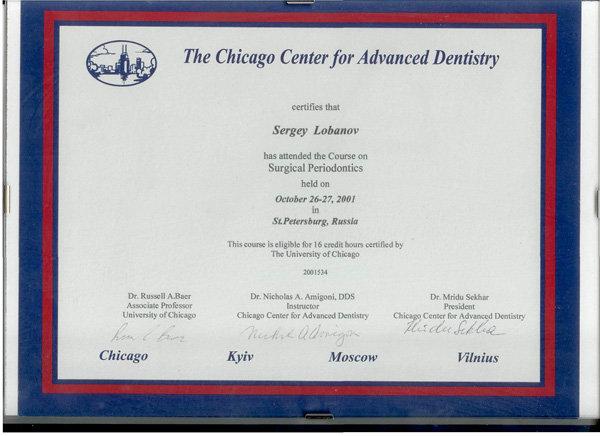 The Chicago Center for Advanced Dentistry
certifies that
Sergey Lobanov
has attended the Course on
Surgical Periodontics
held on
October 26-27, 2001
in
St.Petersburg, Russia
This course is eligible for 16 credit hours certified by
The University of Chicago
2001534
Dr. Russell A.Baer
Associate Professor
University of Chicago
Dr. Nicholas A. Amigoni, DDS
Instructor
Chicago Center for Advanced Dentistry
Dr. Mridu Sekhar
President
Chicago Center for Advanced Dentistry
Mridu Sekhar
Chicago Kyiv Moscow Vilnius